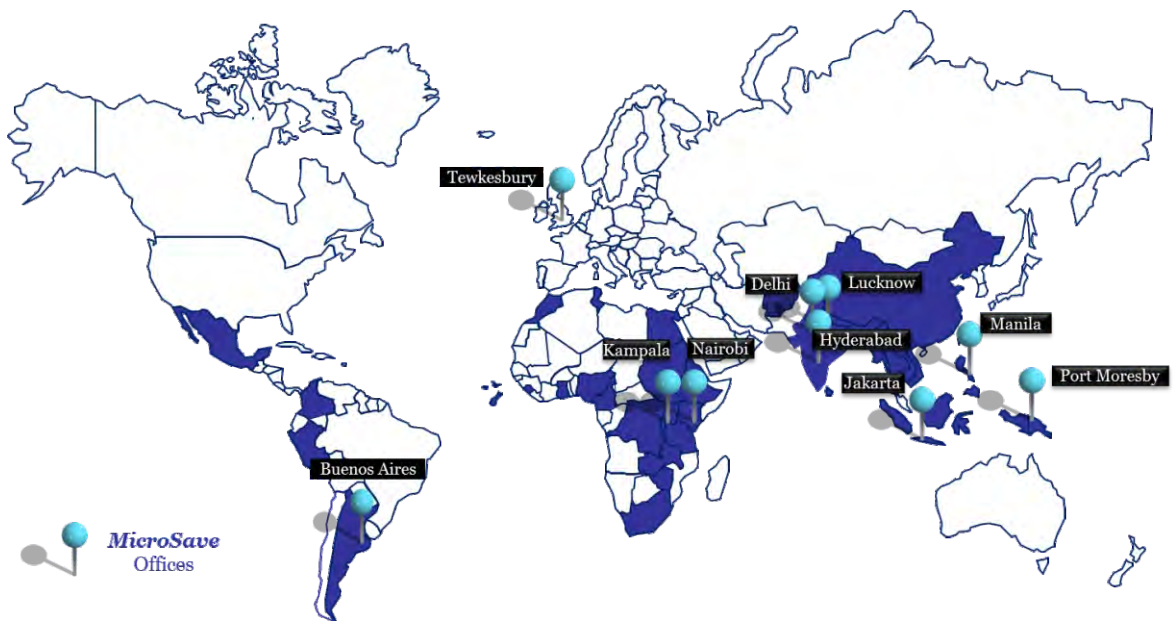 Tewkesbury
Delhi
Lucknow
Manila
Hyderabad
Kampala
Nairobi
Port Moresby
Jakarta
Buenos Aires
MicroSave
Offices